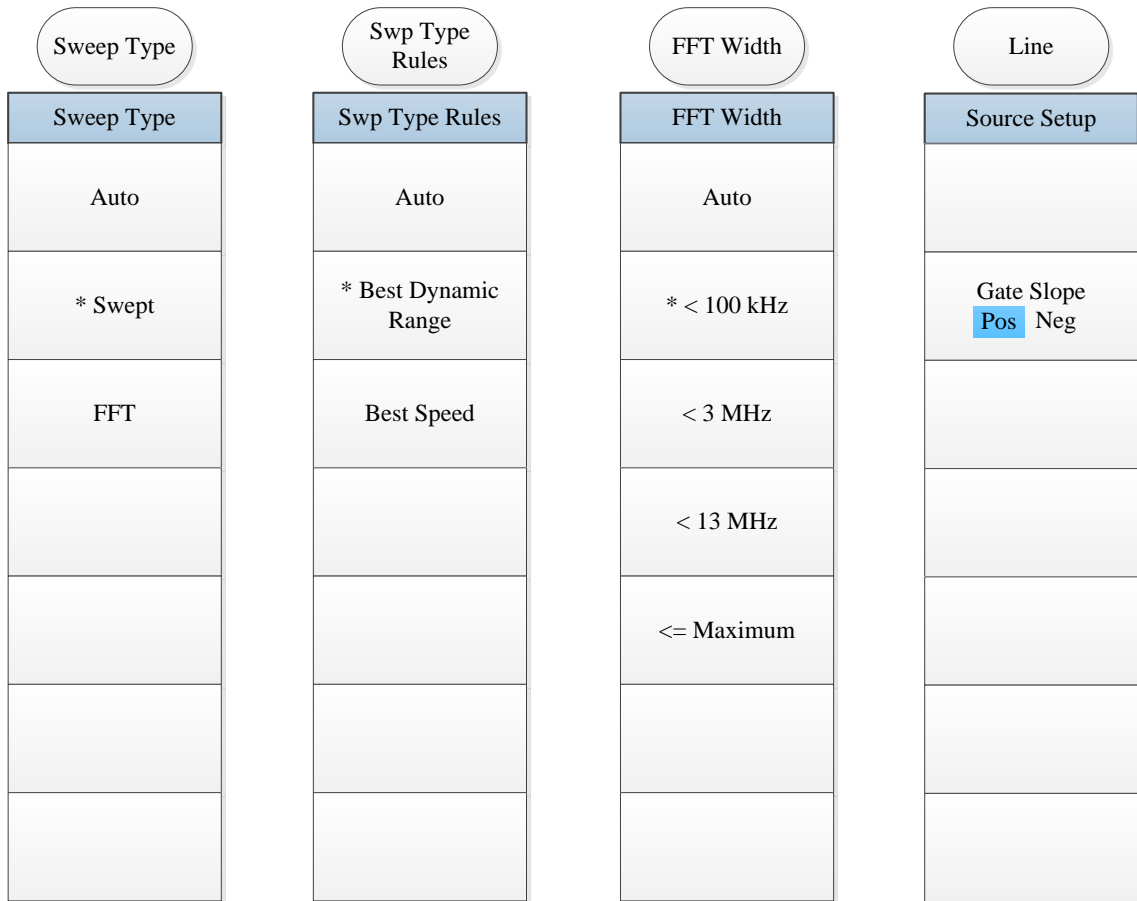 Sweep Type
Sweep Type
Auto
* Swept
FFT
Swp Type
Rules
Swp Type Rules
Auto
* Best Dynamic
Range
Best Speed
FFT Width
FFT Width
Auto
* < 100 kHz
< 3 MHz
< 13 MHz
<= Maximum
Line
Source Setup
Gate Slope
Pos Neg